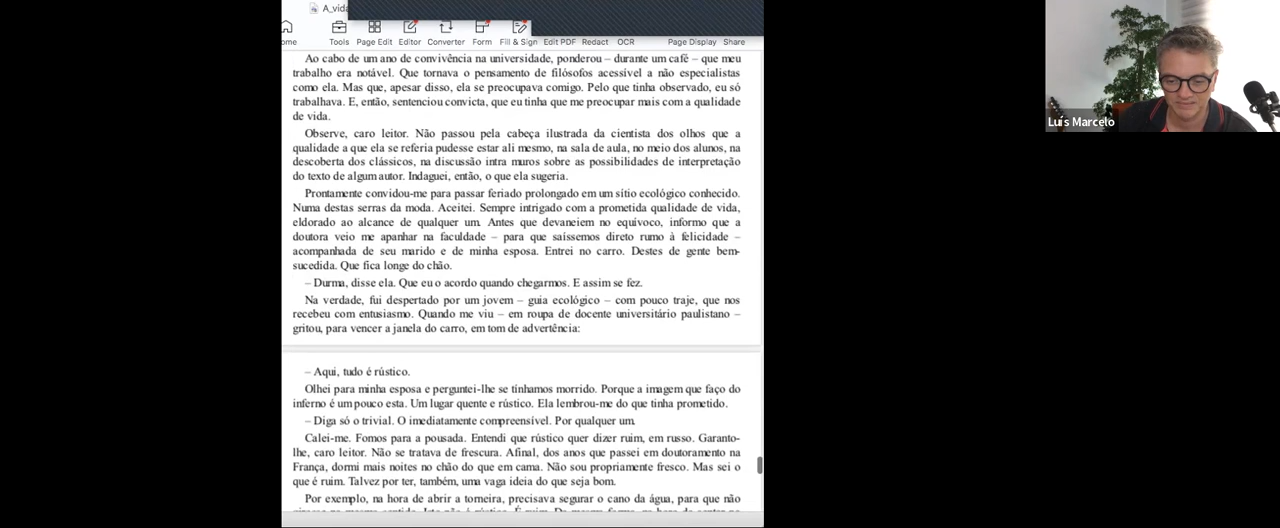 A_vida
ome Tools Page Edit Editor Converter Form Fill & Sign Edit PDF Redact OCR Page Display Share
Ao cabo de um ano de convivência na universidade, ponderou – durante um café – que meu
trabalho era notável. Que tornava o pensamento de filósofos acessível a não especialistas
como ela. Mas que, apesar disso, ela se preocupava comigo. Pelo que tinha observado, eu só
trabalhava. E, então, sentenciou convicta, que eu tinha que me preocupar mais com a qualidade
de vida.
Observe, caro leitor. Não passou pela cabeça ilustrada da cientista dos olhos que a
qualidade a que ela se referia pudesse estar ali mesmo, na sala de aula, no meio dos alunos, na
descoberta dos clássicos, na discussão intra muros sobre as possibilidades de interpretação
do texto de algum autor. Indaguei, então, o que ela sugeria.
Prontamente convidou-me para passar feriado prolongado em um sítio ecológico conhecido.
Numa destas serras da moda. Aceitei. Sempre intrigado com a prometida qualidade de vida,
eldorado ao alcance de qualquer um. Antes que devaneiem no equívoco, informo que a
doutora veio me apanhar na faculdade – para que saíssemos direto rumo à felicidade –
acompanhada de seu marido e de minha esposa. Entrei no carro. Destes de gente bem-
sucedida. Que fica longe do chão.
– Durma, disse ela. Que eu o acordo quando chegarmos. E assim se fez.
Na verdade, fui despertado por um jovem – guia ecológico – com pouco traje, que nos
recebeu com entusiasmo. Quando me viu – em roupa de docente universitário paulistano –
gritou, para vencer a janela do carro, em tom de advertência:
– Aqui, tudo é rústico.
Olhei para minha esposa e perguntei-lhe se tínhamos morrido. Porque a imagem que faço do
inferno é um pouco esta. Um lugar quente e rústico. Ela lembrou-me do que tinha prometido.
– Diga só o trivial. O imediatamente compreensível. Por qualquer um.
Calei-me. Fomos para a pousada. Entendi que rústico quer dizer ruim, em russo. Garanto-
lhe, caro leitor. Não se tratava de frescura. Afinal, dos anos que passei em doutoramento na
França, dormi mais noites no chão do que em cama. Não sou propriamente fresco. Mas sei o
que é ruim. Talvez por ter, também, uma vaga ideia do que seja bom.
Por exemplo, na hora de abrir a torneira, precisava segurar o cano da água, para que não
Luís Marcelo